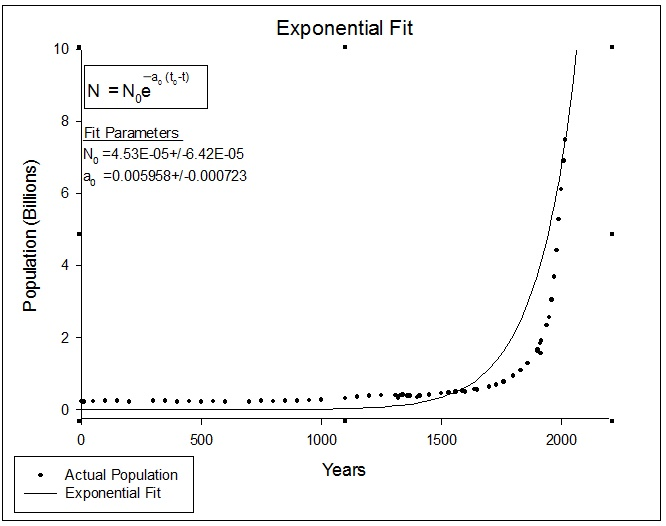 Exponential Fit
N = N₀e^–a₀ (t₀-t)
Fit Parameters
N₀ =4.53E-05+/-6.42E-05
a₀ =0.005958+/-0.000723
Population (Billions)
10
8
6
4
2
0
0 500 1000 1500 2000
Years
Actual Population
Exponential Fit